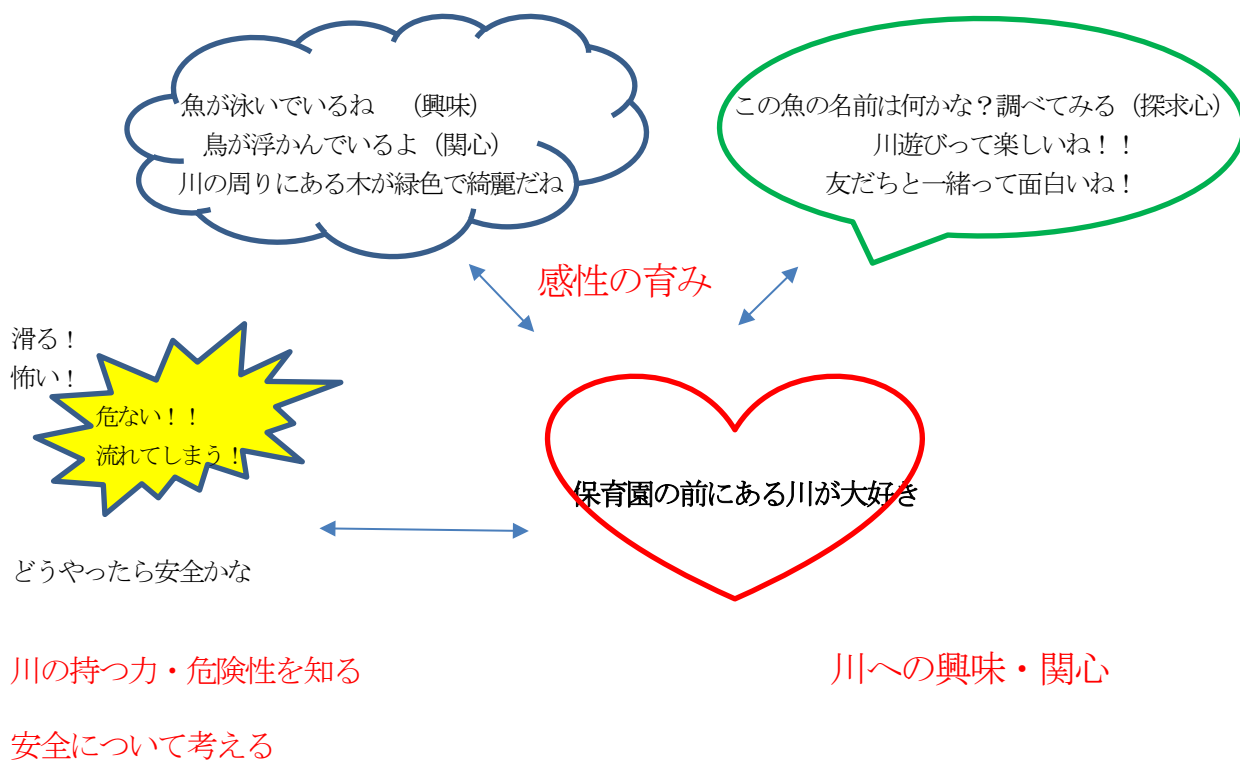 魚が泳いでいるね　（興味）
鳥が浮かんでいるよ（関心）
川の周りにある木が緑色で綺麗だね
この魚の名前は何かな？調べてみる（探求心）
川遊びって楽しいね！！
友だちと一緒って面白いね！
感性の育み
滑る！
怖い！
危ない！！
流れてしまう！
保育園の前にある川が大好き
どうやったら安全かな
川の持つ力・危険性を知る
川への興味・関心
安全について考える